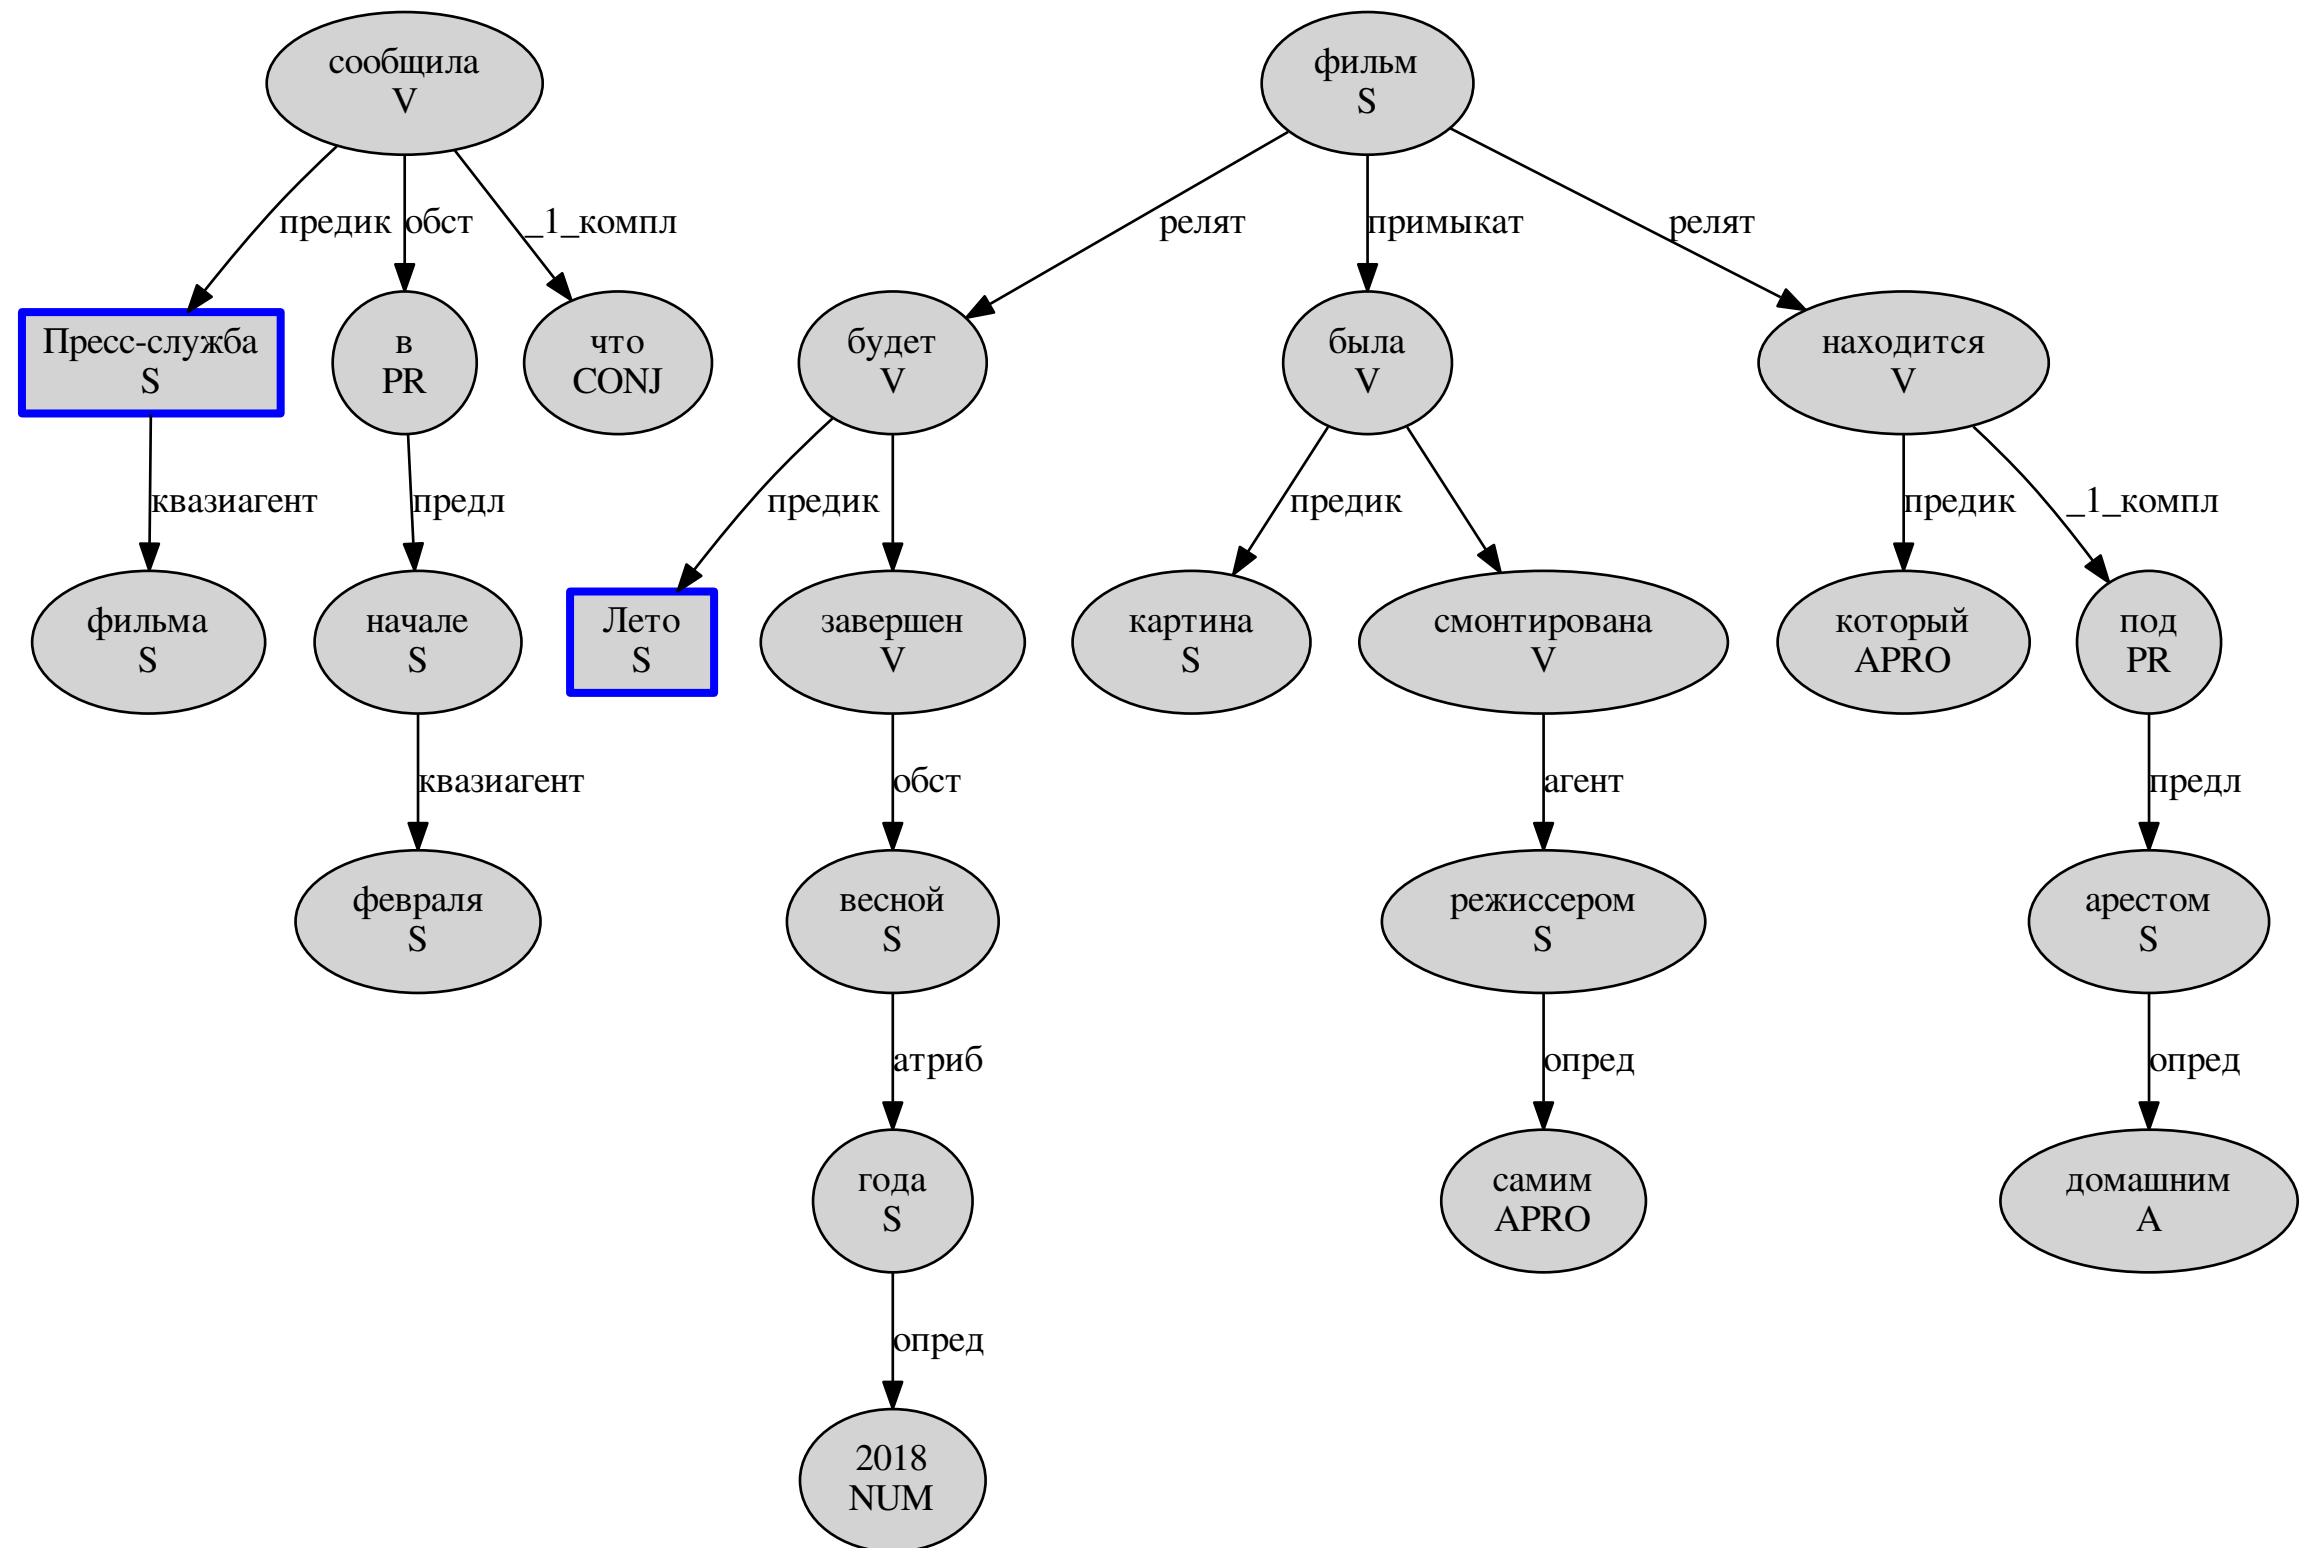 сообщила
V
фильм
S
предик
обст
_1_компл
релят
примыкат
релят
Пресс-служба
S
в
PR
что
CONJ
будет
V
была
V
находится
V
квазиагент
предл
предик
предик
предик
_1_компл
фильма
S
начале
S
Лето
S
завершен
V
картина
S
смонтирована
V
который
APRO
под
PR
квазиагент
обст
агент
предл
февраля
S
весной
S
режиссером
S
арестом
S
атриб
опред
опред
года
S
самим
APRO
домашним
A
опред
2018
NUM